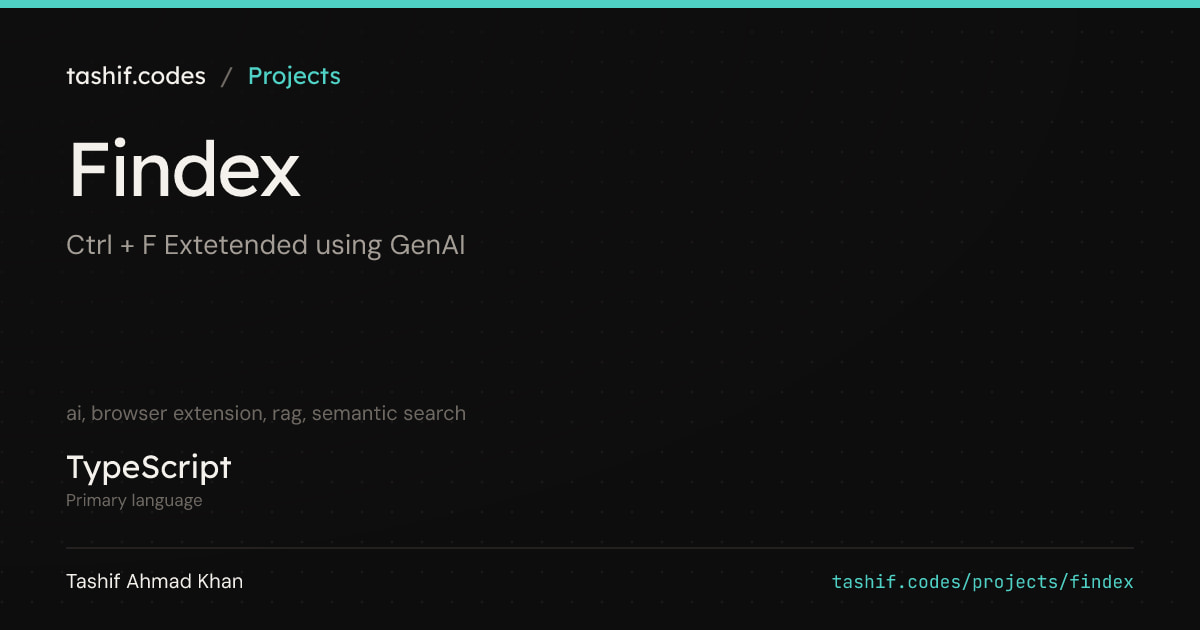 tashif.codes / Projects
Findex
Ctrl + F Extetended using GenAI
ai, browser extension, rag, semantic search
TypeScript
Primary language
Tashif Ahmad Khan
tashif.codes/projects/findex